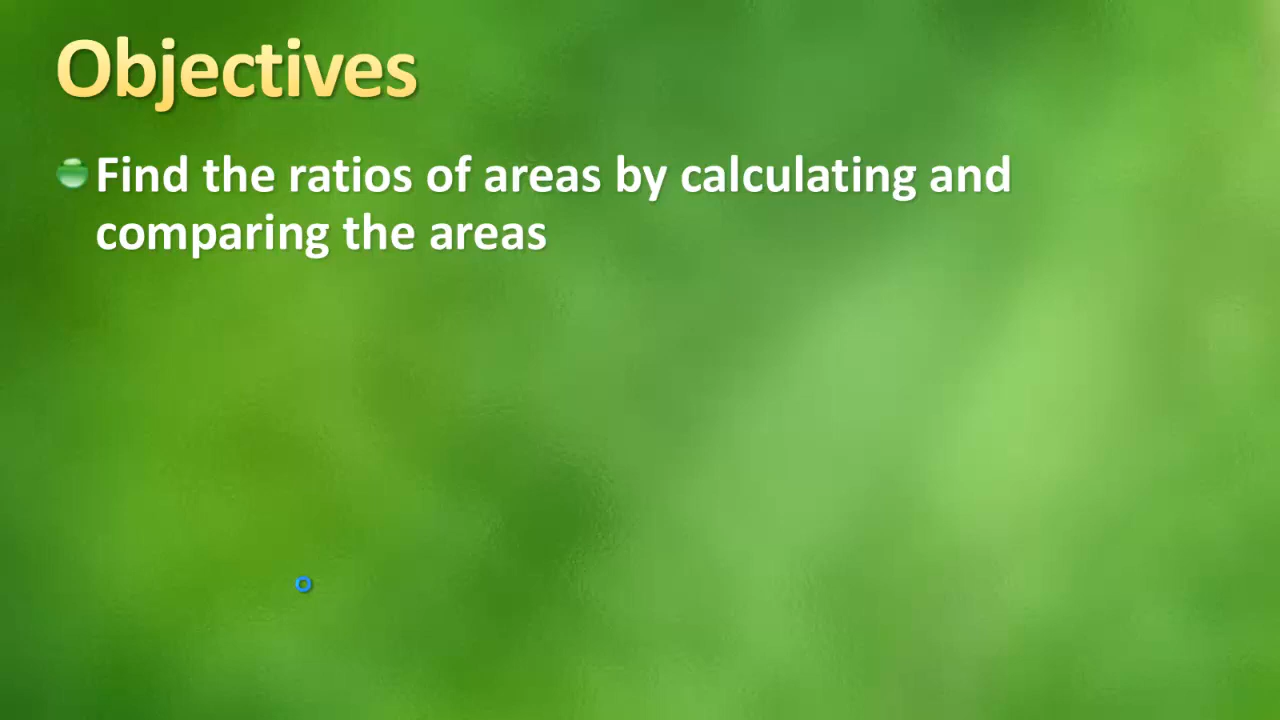 Objectives
Find the ratios of areas by calculating and
comparing the areas